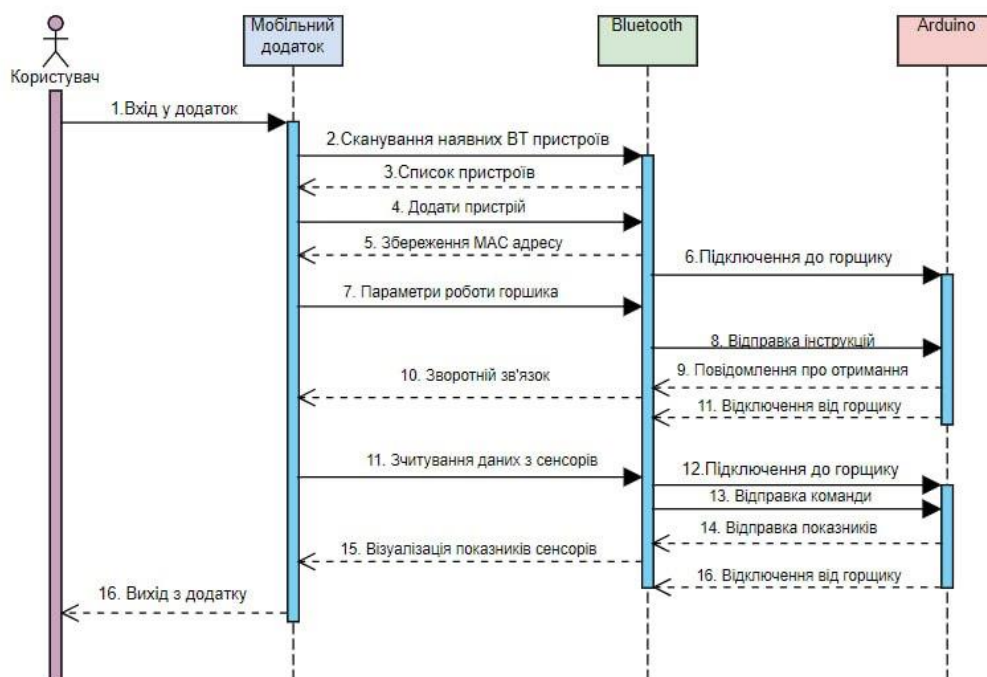 Мобільний
додаток
Bluetooth
Arduino
Користувач
1.Вхід у додаток
2.Сканування наявних BT пристроїв
3.Список пристроїв
4. Додати пристрій
5. Збереження MAC адресу
6.Підключення до горщику
7. Параметри роботи горшика
8. Відправка інструкцій
9. Повідомлення про отримання
10. Зворотній зв'язок
11. Відключення від горщику
11. Зчитування даних з сенсорів
12.Підключення до горщику
13. Відправка команди
14. Відправка показників
15. Візуалізація показників сенсорів
16. Відключення від горщику
16. Вихід з додатку